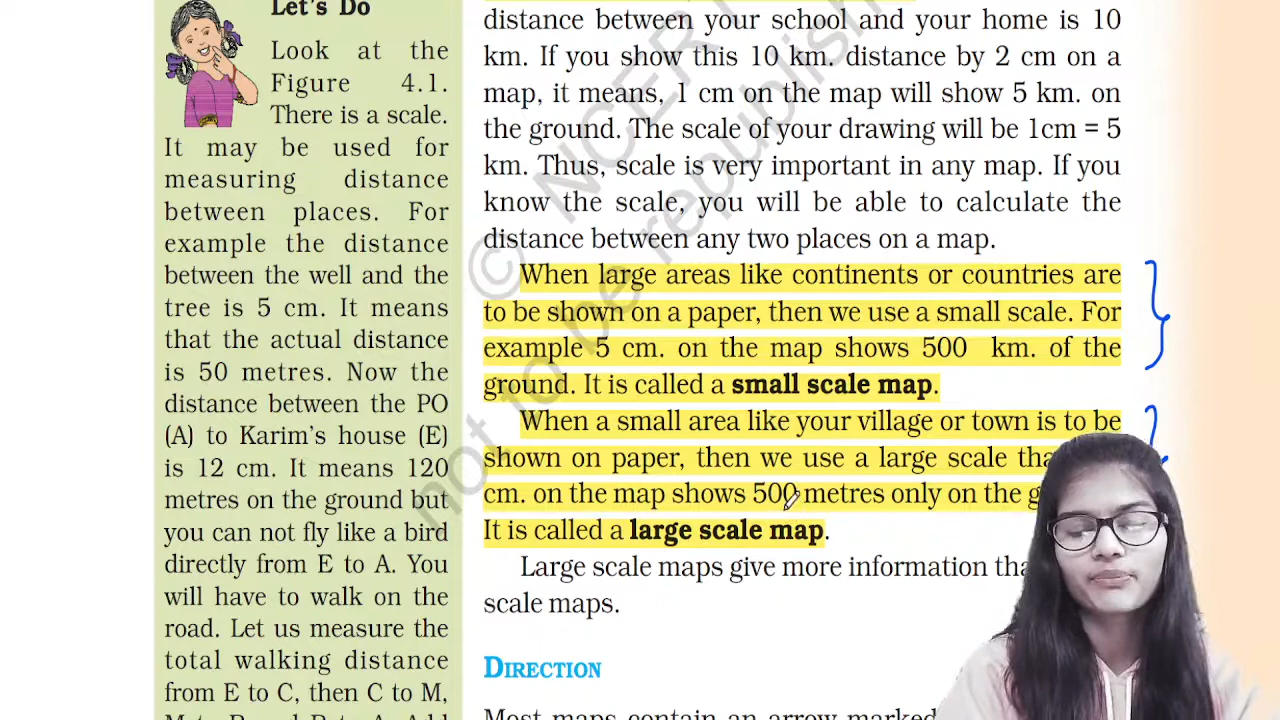 Let's Do
Look at the
Figure 4.1.
There is a scale.
It may be used for
measuring distance
between places. For
example the distance
between the well and the
tree is 5 cm. It means
that the actual distance
is 50 metres. Now the
distance between the PO
(A) to Karim's house (E)
is 12 cm. It means 120
metres on the ground but
you can not fly like a bird
directly from E to A. You
will have to walk on the
road. Let us measure the
total walking distance
from E to C, then C to M,
distance between your school and your home is 10
km. If you show this 10 km. distance by 2 cm on a
map, it means, 1 cm on the map will show 5 km. on
the ground. The scale of your drawing will be 1cm = 5
km. Thus, scale is very important in any map. If you
know the scale, you will be able to calculate the
distance between any two places on a map.
When large areas like continents or countries are
to be shown on a paper, then we use a small scale. For
example 5 cm. on the map shows 500 km. of the
ground. It is called a small scale map.
When a small area like your village or town is to be
shown on paper, then we use a large scale
cm. on the map shows 500 metres only on the
It is called a large scale map.
Large scale maps give more information
scale maps.
DIRECTION
Most maps contain an arrow marked
© NCERT
not to be republished